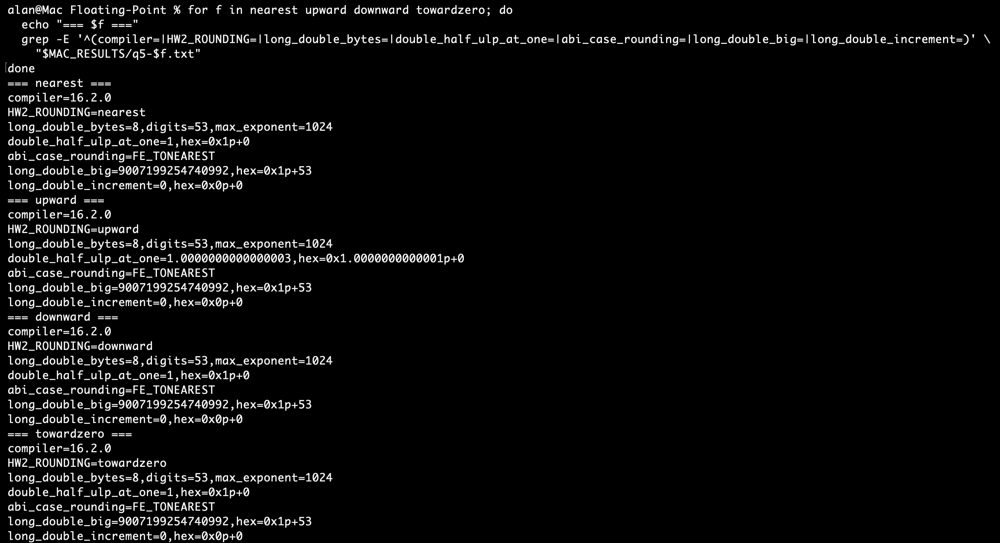 alan@Mac Floating-Point % for f in nearest upward downward towardzero; do
  echo "=== $f ==="
  grep -E '^(compiler=|HW2_ROUNDING=|long_double_bytes=|double_half_ulp_at_one=|abi_case_rounding=|long_double_big=|long_double_increment=)' \
    "$MAC_RESULTS/q5-$f.txt"
done
=== nearest ===
compiler=16.2.0
HW2_ROUNDING=nearest
long_double_bytes=8,digits=53,max_exponent=1024
double_half_ulp_at_one=1,hex=0x1p+0
abi_case_rounding=FE_TONEAREST
long_double_big=9007199254740992,hex=0x1p+53
long_double_increment=0,hex=0x0p+0
=== upward ===
compiler=16.2.0
HW2_ROUNDING=upward
long_double_bytes=8,digits=53,max_exponent=1024
double_half_ulp_at_one=1.0000000000000003,hex=0x1.0000000000001p+0
abi_case_rounding=FE_TONEAREST
long_double_big=9007199254740992,hex=0x1p+53
long_double_increment=0,hex=0x0p+0
=== downward ===
compiler=16.2.0
HW2_ROUNDING=downward
long_double_bytes=8,digits=53,max_exponent=1024
double_half_ulp_at_one=1,hex=0x1p+0
abi_case_rounding=FE_TONEAREST
long_double_big=9007199254740992,hex=0x1p+53
long_double_increment=0,hex=0x0p+0
=== towardzero ===
compiler=16.2.0
HW2_ROUNDING=towardzero
long_double_bytes=8,digits=53,max_exponent=1024
double_half_ulp_at_one=1,hex=0x1p+0
abi_case_rounding=FE_TONEAREST
long_double_big=9007199254740992,hex=0x1p+53
long_double_increment=0,hex=0x0p+0